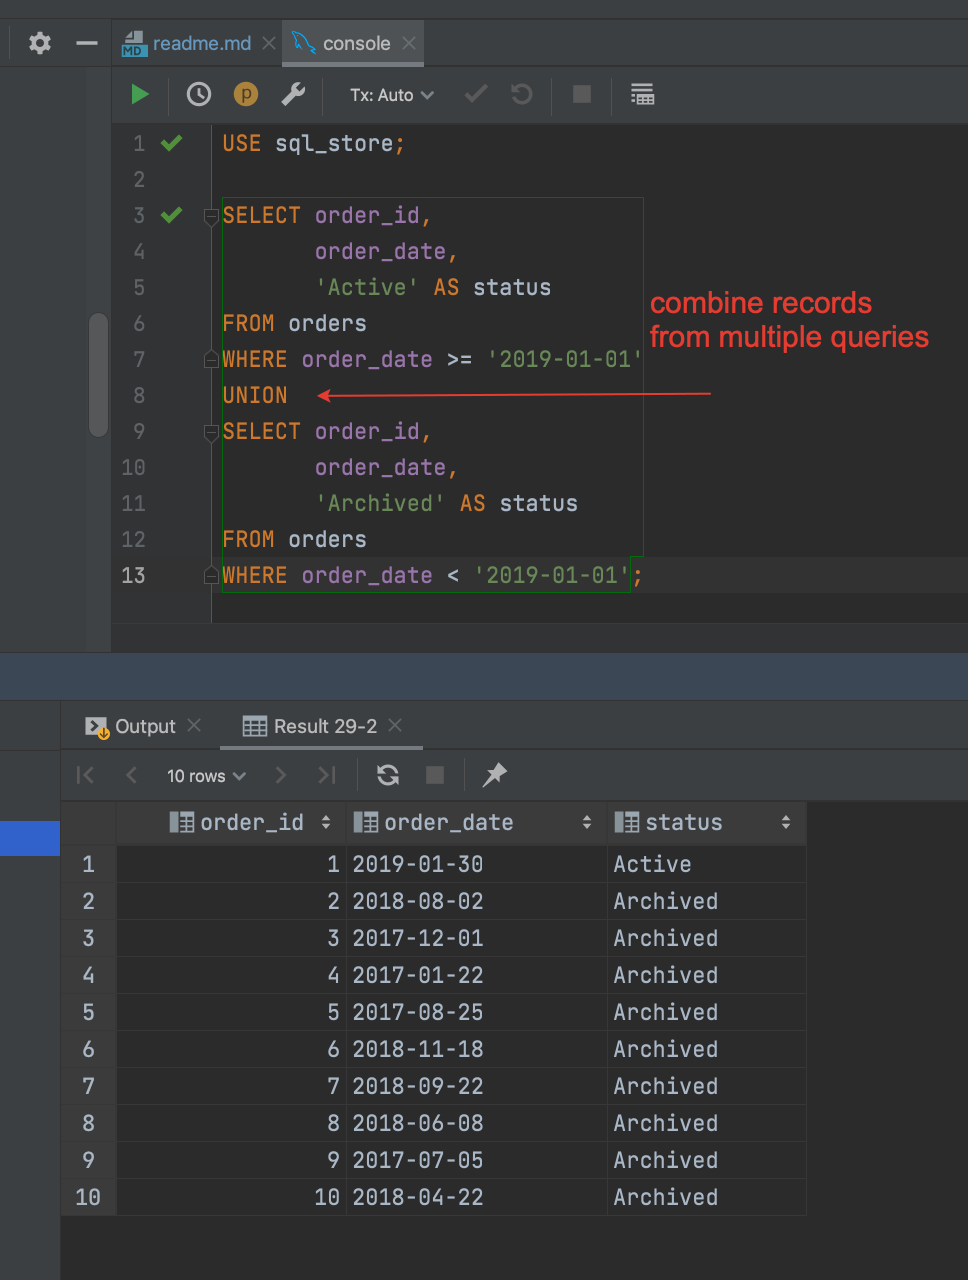 readme.md console
Tx: Auto
1 USE sql_store;
2
3 SELECT order_id,
4 order_date,
5 'Active' AS status
6 FROM orders
7 WHERE order_date >= '2019-01-01'
8 UNION
9 SELECT order_id,
10 order_date,
11 'Archived' AS status
12 FROM orders
13 WHERE order_date < '2019-01-01';
combine records
from multiple queries
Output Result 29-2
10 rows
order_id order_date status
1 1 2019-01-30 Active
2 2 2018-08-02 Archived
3 3 2017-12-01 Archived
4 4 2017-01-22 Archived
5 5 2017-08-25 Archived
6 6 2018-11-18 Archived
7 7 2018-09-22 Archived
8 8 2018-06-08 Archived
9 9 2017-07-05 Archived
10 10 2018-04-22 Archived